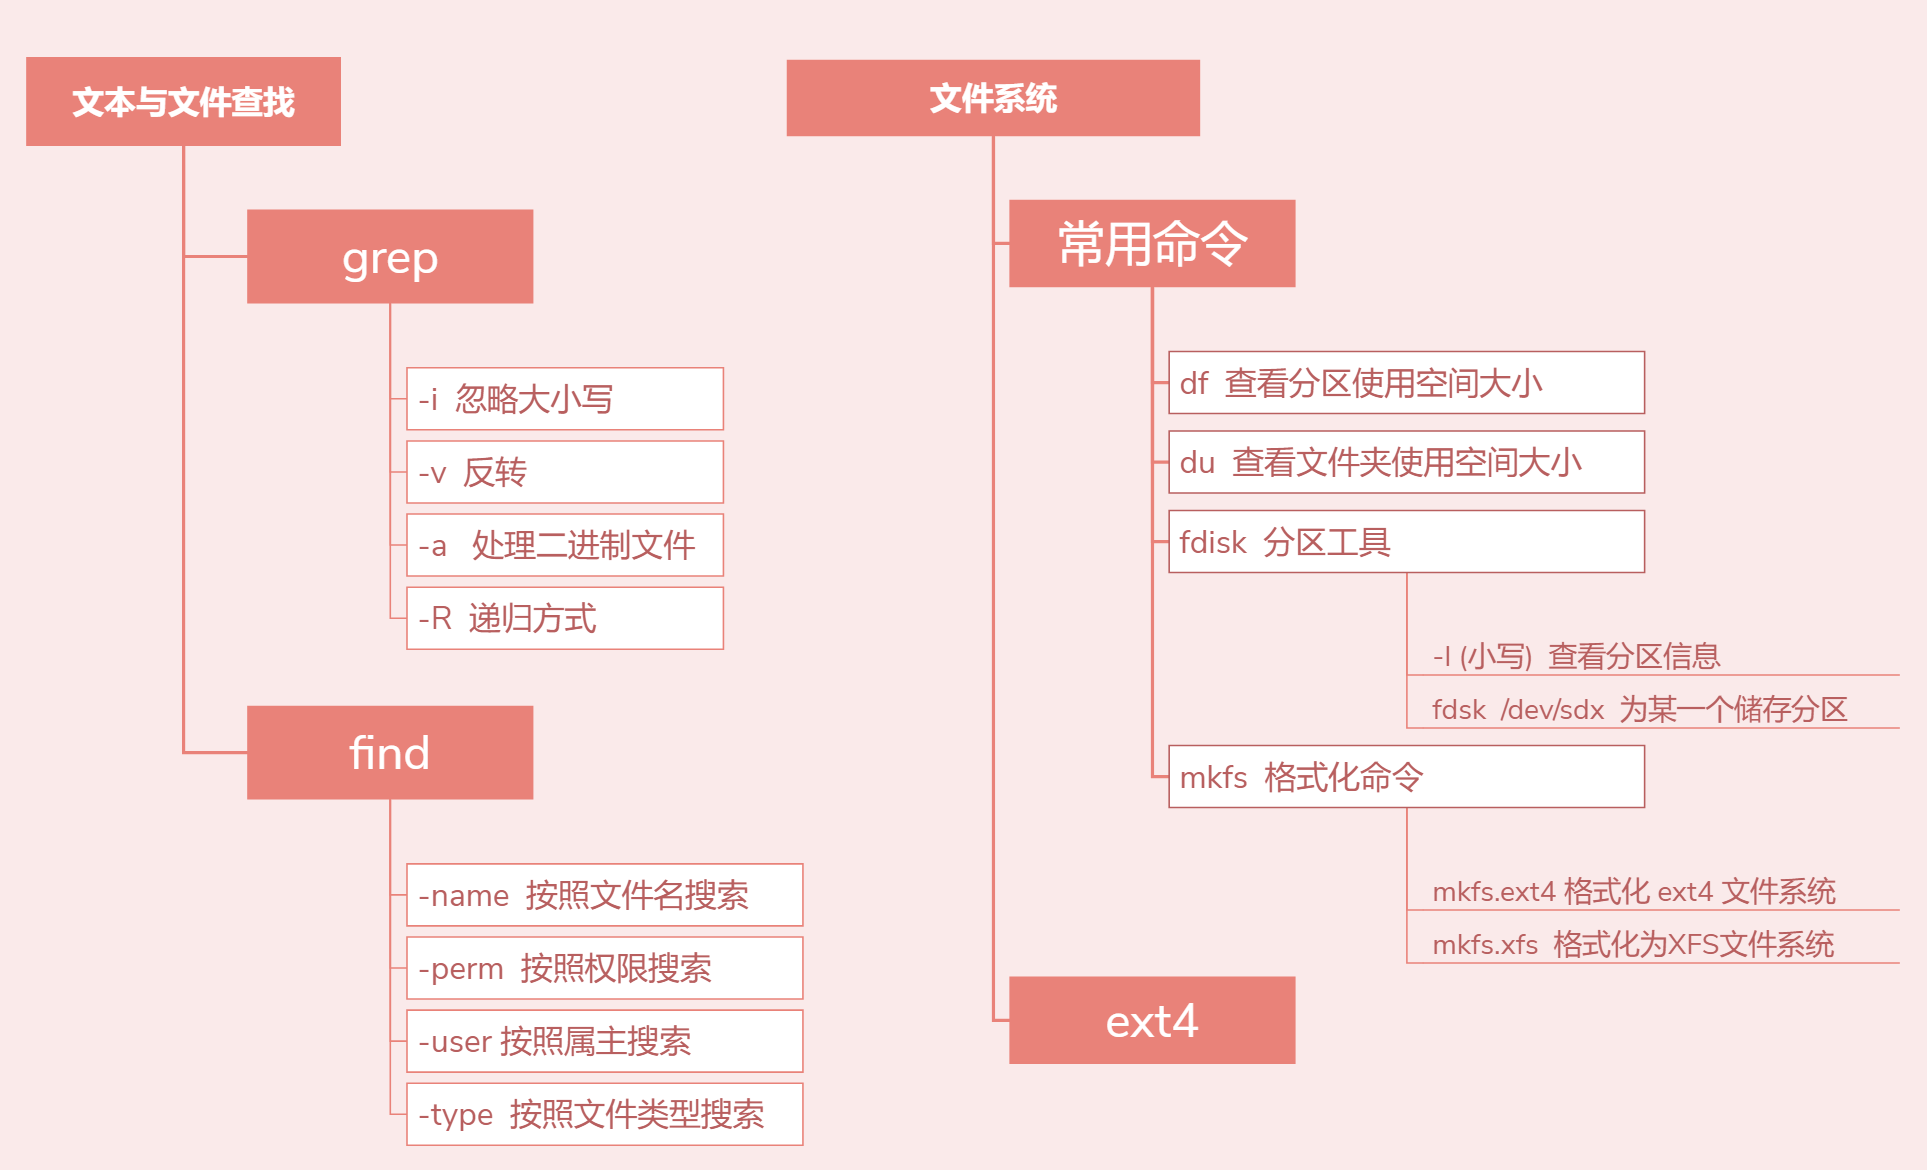 文本与文件查找
grep
-i 忽略大小写
-v 反转
-a 处理二进制文件
-R 递归方式
find
-name 按照文件名搜索
-perm 按照权限搜索
-user 按照属主搜索
-type 按照文件类型搜索
文件系统
常用命令
df 查看分区使用空间大小
du 查看文件夹使用空间大小
fdisk 分区工具
-l (小写) 查看分区信息
fdsk /dev/sdx 为某一个储存分区
mkfs 格式化命令
mkfs.ext4 格式化 ext4 文件系统
mkfs.xfs 格式化为XFS文件系统
ext4